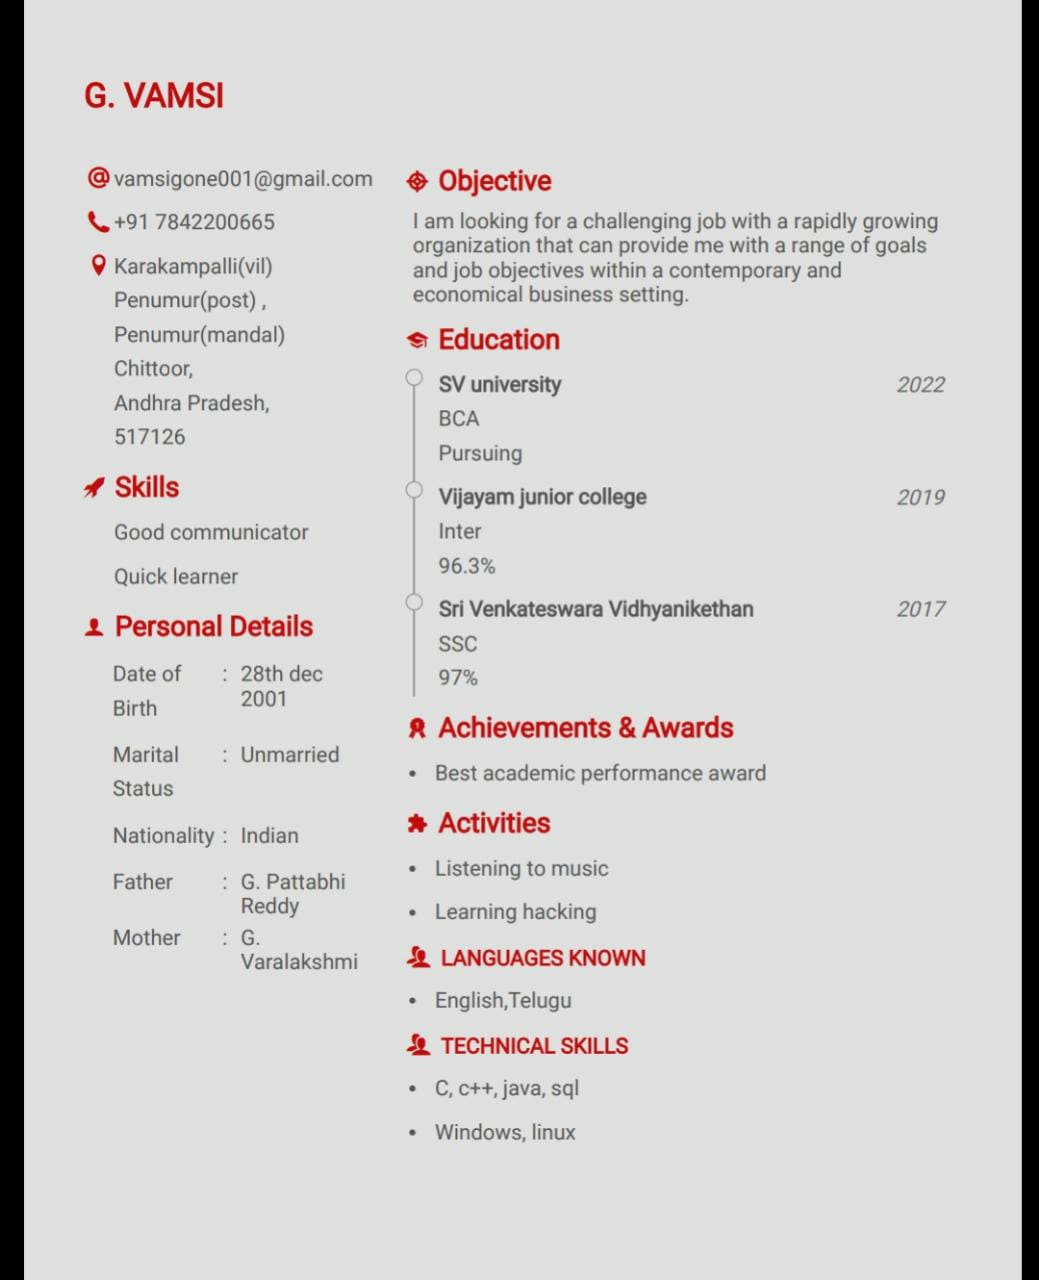 G. VAMSI
vamsigone001@gmail.com
+91 7842200665
Karakampalli(vil)
Penumur(post) ,
Penumur(mandal)
Chittoor,
Andhra Pradesh,
517126
Skills
Good communicator
Quick learner
Personal Details
Date of Birth : 28th dec 2001
Marital Status : Unmarried
Nationality : Indian
Father : G. Pattabhi Reddy
Mother : G. Varalakshmi
Objective
I am looking for a challenging job with a rapidly growing
organization that can provide me with a range of goals
and job objectives within a contemporary and
economical business setting.
Education
SV university 2022
BCA
Pursuing
Vijayam junior college 2019
Inter
96.3%
Sri Venkateswara Vidhyanikethan 2017
SSC
97%
Achievements & Awards
• Best academic performance award
Activities
• Listening to music
• Learning hacking
LANGUAGES KNOWN
• English,Telugu
TECHNICAL SKILLS
• C, c++, java, sql
• Windows, linux